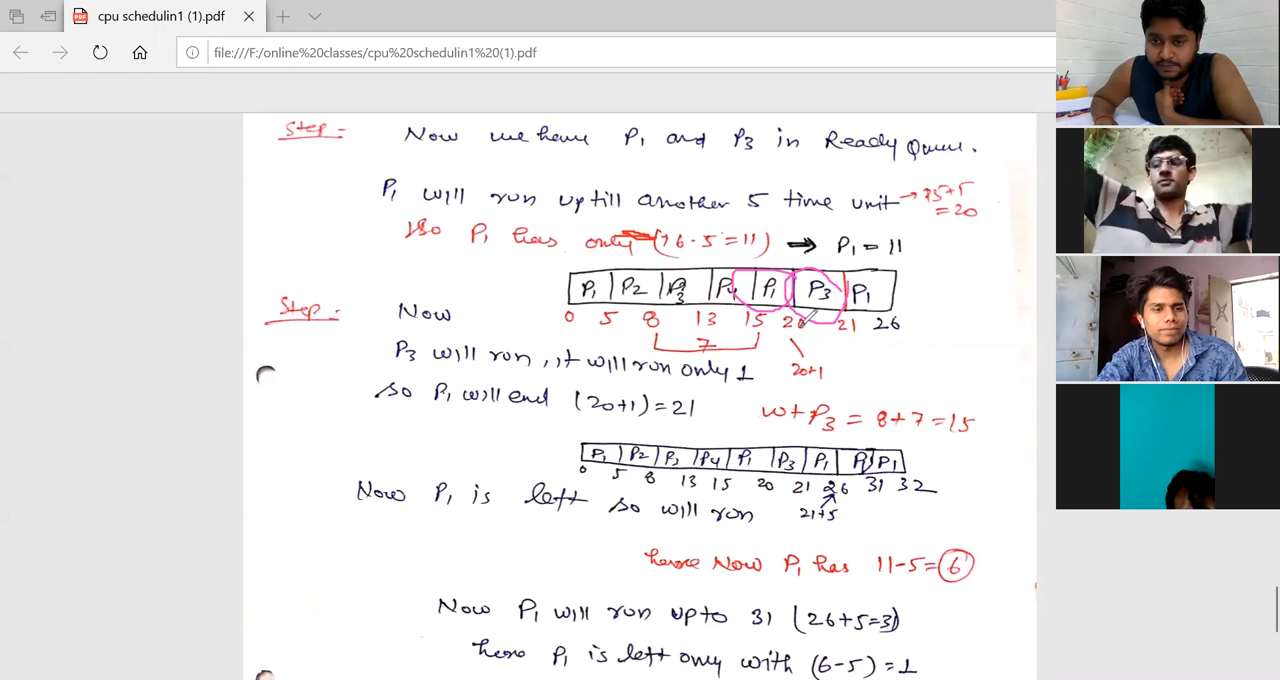 cpu schedulin1 (1).pdf
file:///F:/online%20classes/cpu%20schedulin1%20(1).pdf
Step:- Now we have P1 and P3 in Ready Queue.
P1 will run up till another 5 time unit → 15+5
=20
So P1 has only (16-5=11) → P1 = 11
P1 P2 P3 P4 P1 P3 P1
0 5 8 13 15 20 21 26
Step:- Now
7
P3 will run, it will run only 1
20+1
So P1 will end (20+1)=21
w+P3 = 8+7=15
P1 P2 P3 P4 P1 P3 P1 P1 P1
0 5 8 13 15 20 21 26 31 32
Now P1 is left so will run
21+5
hence Now P1 has 11-5=6
Now P1 will run upto 31 (26+5=31)
here P1 is left only with (6-5)=1